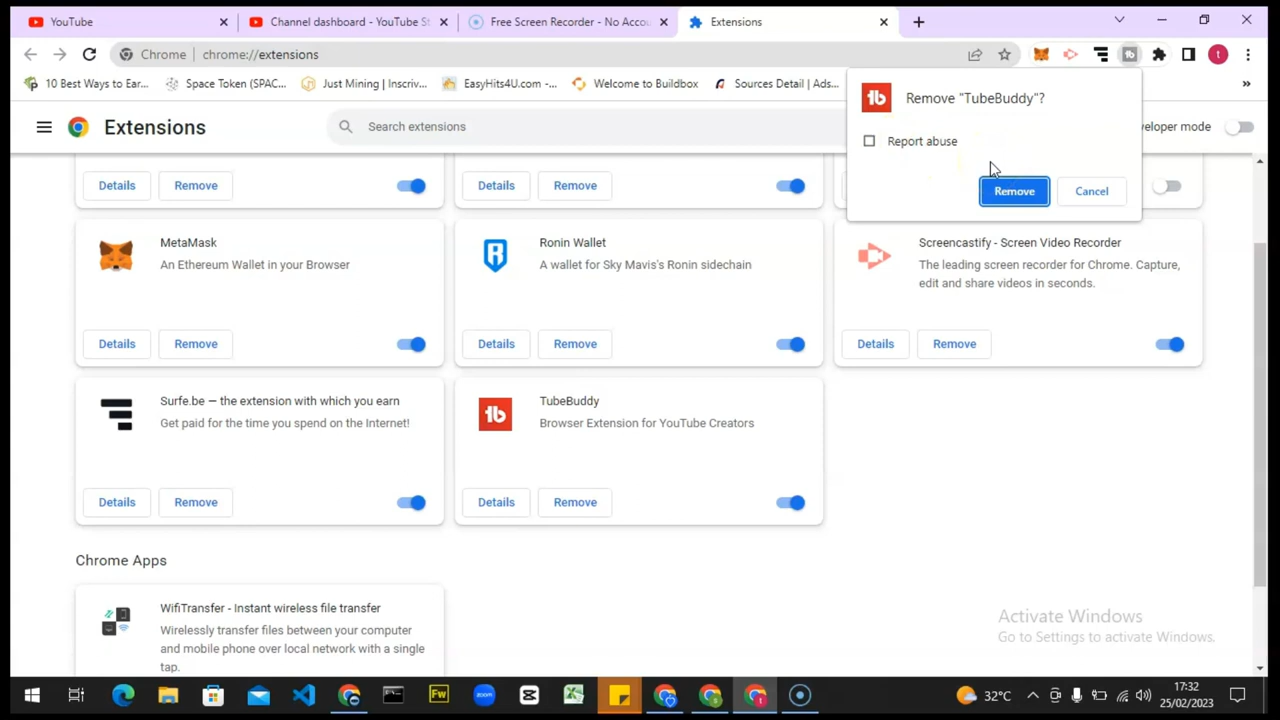 YouTube
Channel dashboard - YouTube St
Free Screen Recorder - No Accou
Extensions
Chrome
chrome://extensions
10 Best Ways to Ear...
Space Token (SPAC...
Just Mining | Inscriv...
EasyHits4U.com -...
Welcome to Buildbox
Sources Detail | Ads...
»
Extensions
Search extensions
veloper mode
Remove "TubeBuddy"?
Report abuse
Remove
Cancel
Details
Remove
Details
Remove
MetaMask
An Ethereum Wallet in your Browser
Details
Remove
Ronin Wallet
A wallet for Sky Mavis's Ronin sidechain
Details
Remove
Screencastify - Screen Video Recorder
The leading screen recorder for Chrome. Capture,
edit and share videos in seconds.
Details
Remove
Surfe.be — the extension with which you earn
Get paid for the time you spend on the Internet!
Details
Remove
TubeBuddy
Browser Extension for YouTube Creators
Details
Remove
Chrome Apps
WifiTransfer - Instant wireless file transfer
Wirelessly transfer files between your computer
and mobile phone over local network with a single
tap.
Activate Windows
Go to Settings to activate Windows.
Fw
zoom
32°C
17:32
25/02/2023